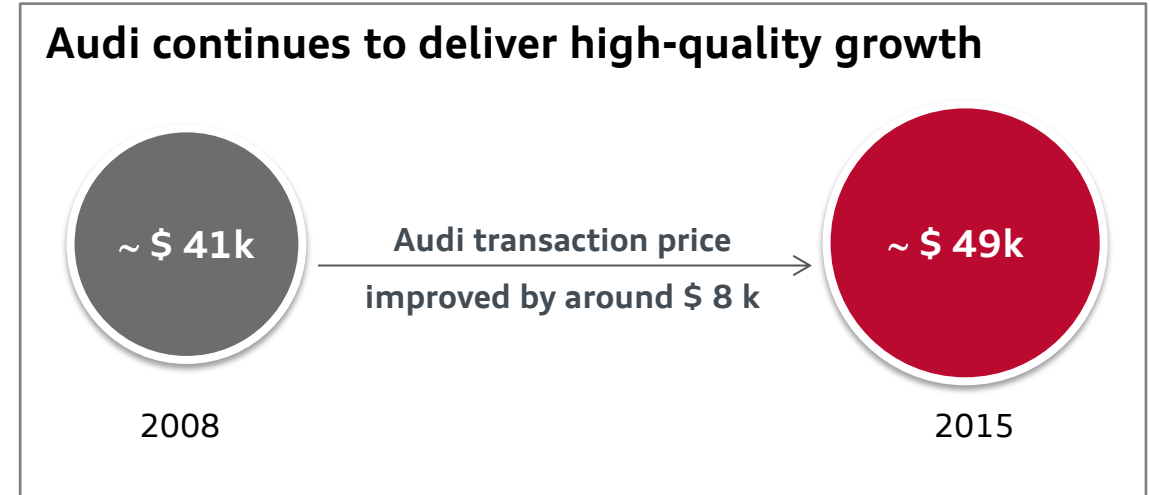 Audi continues to deliver high-quality growth
~ $ 41k
Audi transaction price
improved by around $ 8 k
~ $ 49k
2008
2015